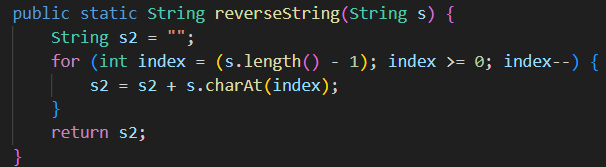 public static String reverseString(String s) {
    String s2 = "";
    for (int index = (s.length() - 1); index >= 0; index--) {
        s2 = s2 + s.charAt(index);
    }
    return s2;
}